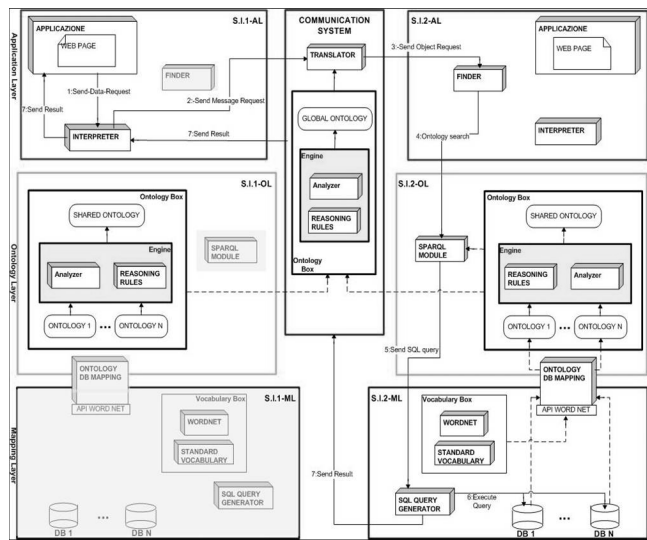 Application Layer
S.I.1-AL
APPLICAZIONE
WEB PAGE
FINDER
1:Send-Data-Request
2:-Send Message Request
7:Send Result
INTERPRETER
7:Send Result
COMMUNICATION
SYSTEM
TRANSLATOR
GLOBAL ONTOLOGY
Engine
Analyzer
REASONING
RULES
Ontology
Box
3:-Send Object Request
S.I.2-AL
APPLICAZIONE
WEB PAGE
FINDER
4:Ontology search
INTERPRETER
Ontology Layer
S.I.1-OL
Ontology Box
SHARED ONTOLOGY
Engine
Analyzer
REASONING
RULES
ONTOLOGY 1
...
ONTOLOGY N
SPARQL
MODULE
S.I.2-OL
Ontology Box
SHARED ONTOLOGY
SPARQL
MODULE
Engine
REASONING
RULES
Analyzer
ONTOLOGY 1
...
ONTOLOGY N
5:Send SQL query
ONTOLOGY
DB MAPPING
API WORD NET
ONTOLOGY
DB MAPPING
API WORD NET
Mapping Layer
S.I.1-ML
Vocabulary Box
WORDNET
STANDARD
VOCABULARY
SQL QUERY
GENERATOR
DB 1
...
DB N
7:Send Result
S.I.2-ML
Vocabulary Box
WORDNET
STANDARD
VOCABULARY
SQL QUERY
GENERATOR
6:Execute
Query
DB 1
...
DB N